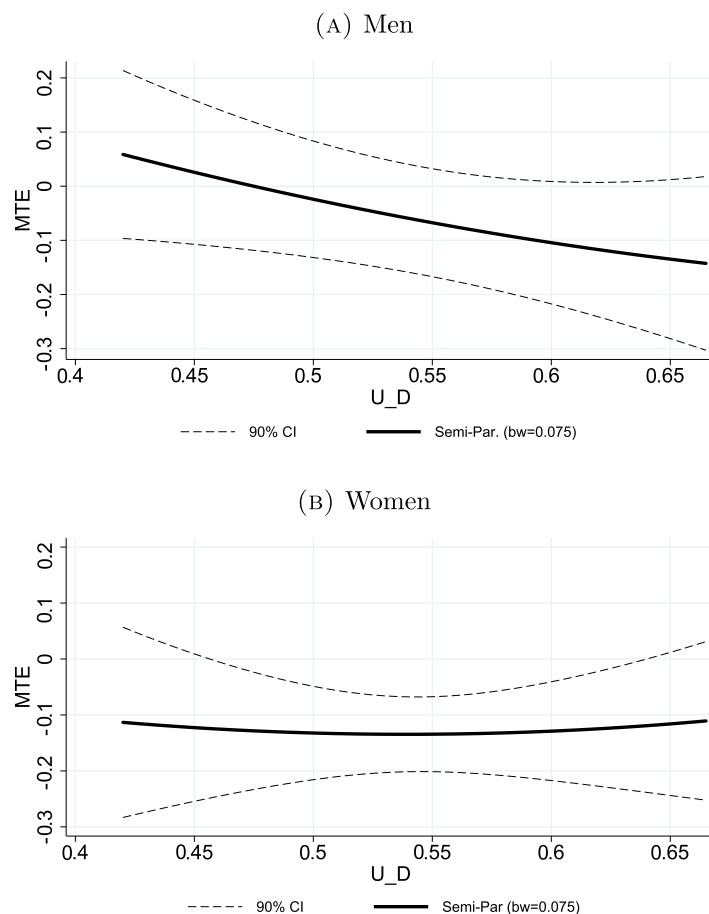 (A) Men
0.2
0.1
0
-0.1
-0.2
-0.3
MTE
0.4 0.45 0.5 0.55 0.6 0.65
U_D
90% CI Semi-Par. (bw=0.075)
(B) Women
0.2
0.1
0
-0.1
-0.2
-0.3
MTE
0.4 0.45 0.5 0.55 0.6 0.65
U_D
90% CI Semi-Par (bw=0.075)